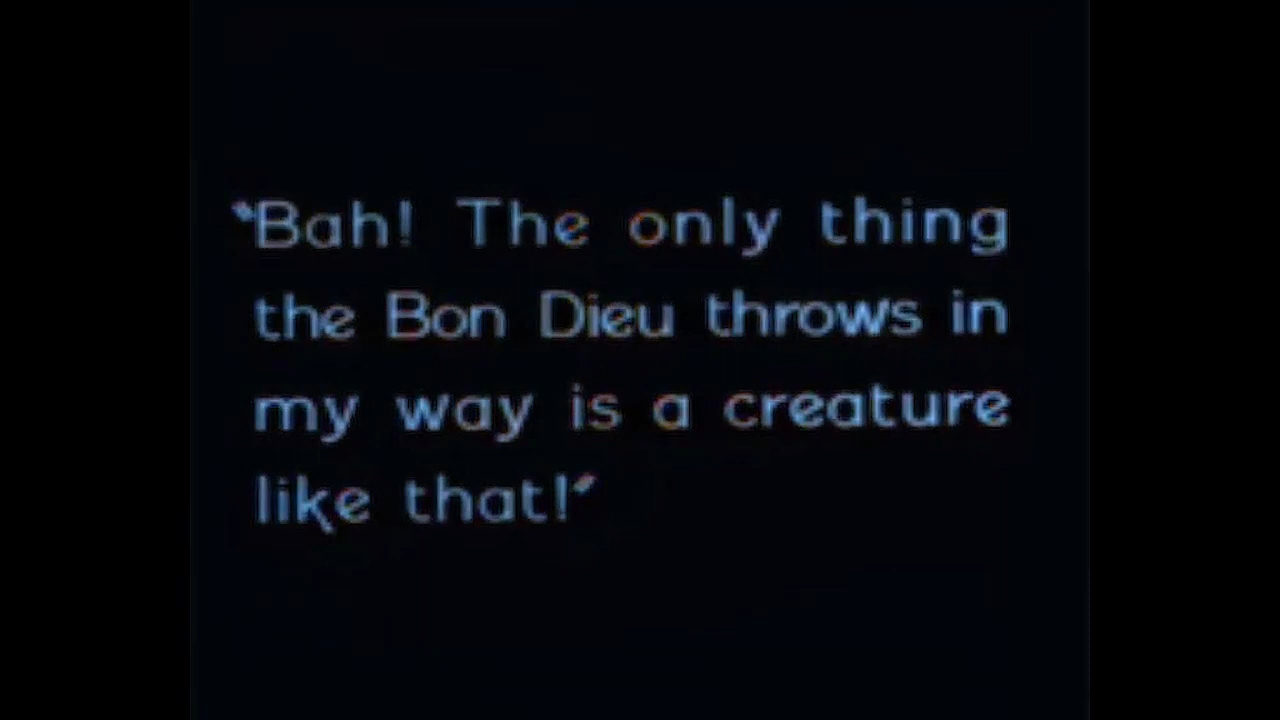 “Bah! The only thing
the Bon Dieu throws in
my way is a creature
like that!”